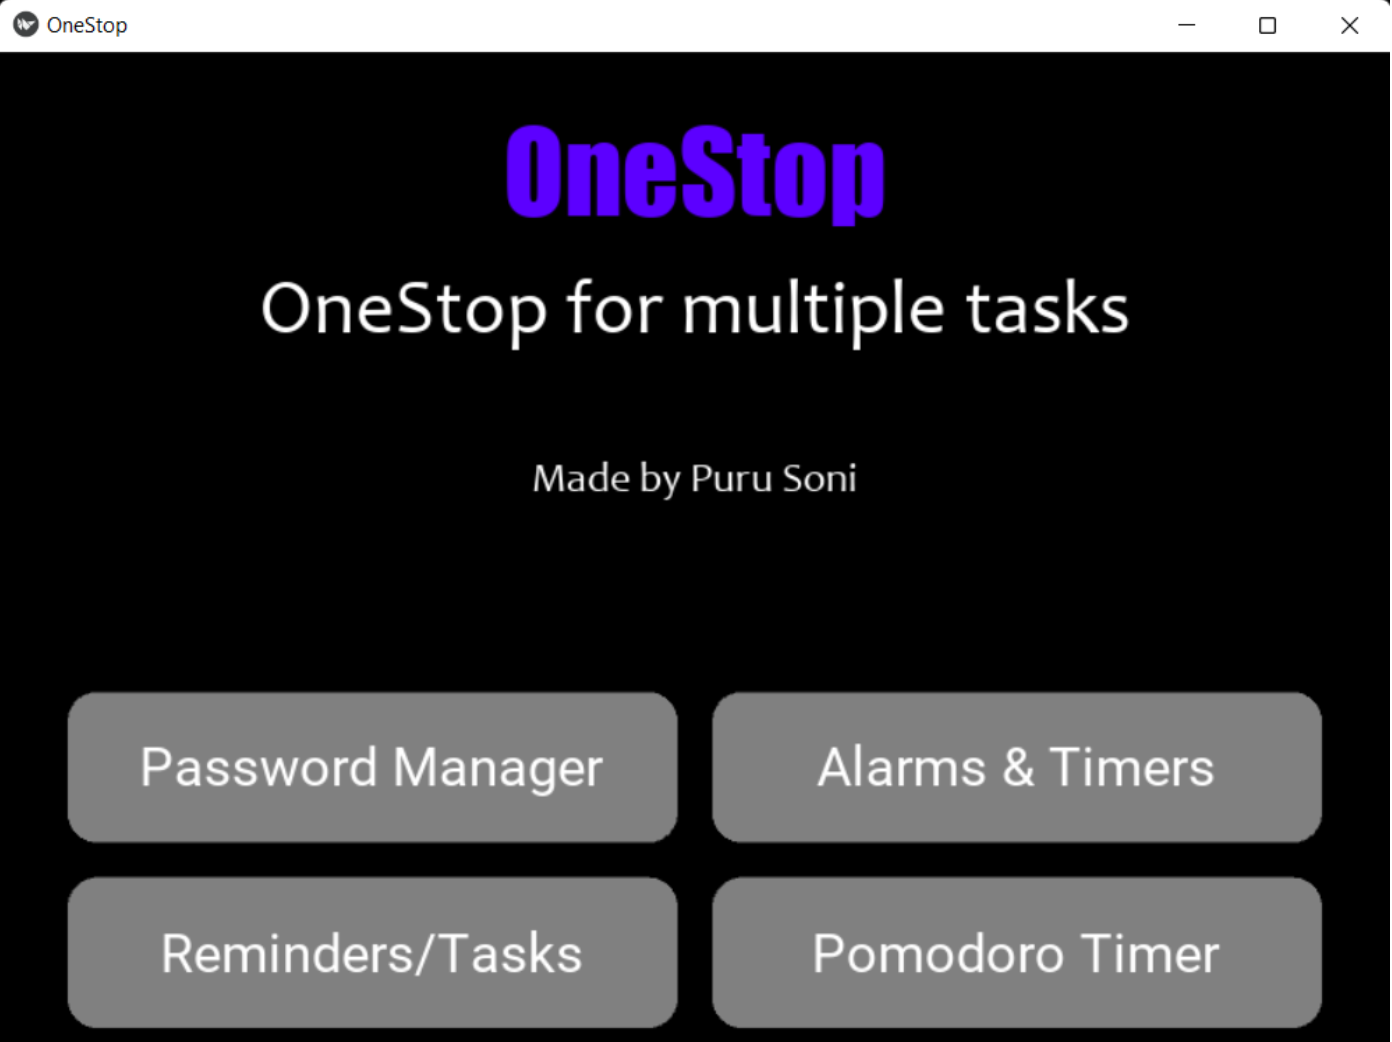 OneStop
OneStop
OneStop for multiple tasks
Made by Puru Soni
Password Manager
Alarms & Timers
Reminders/Tasks
Pomodoro Timer